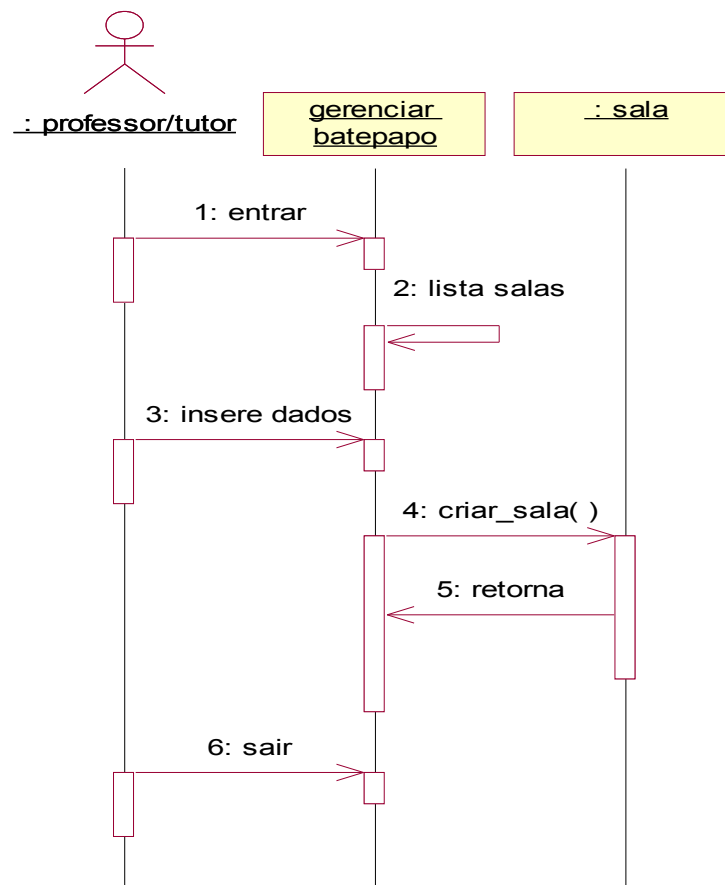 : professor/tutor
gerenciar
batepapo
: sala
1: entrar
2: lista salas
3: insere dados
4: criar_sala( )
5: retorna
6: sair